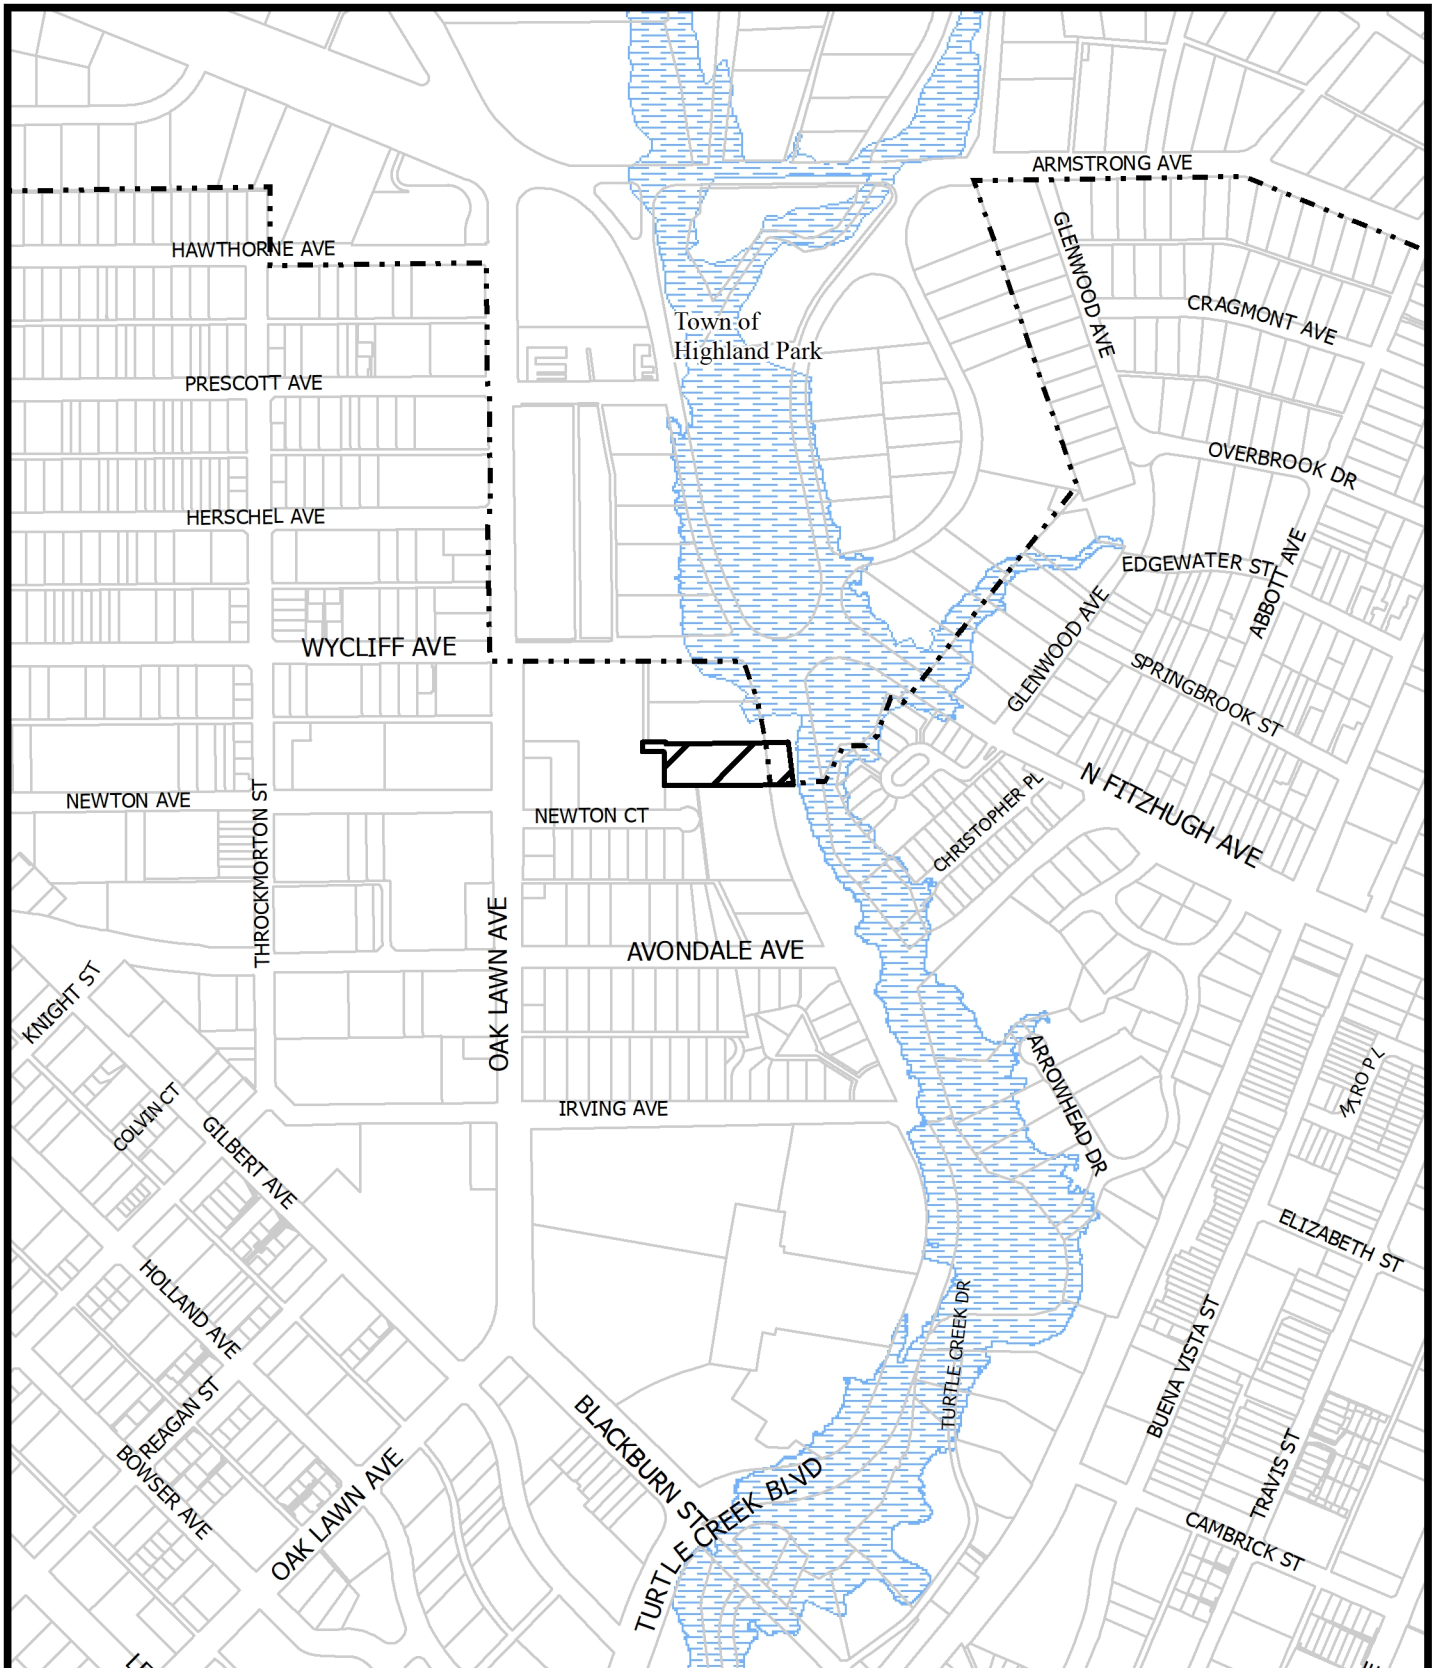 ARMSTRONG AVE
HAWTHORNE AVE
GLENWOOD AVE
CRAGMONT AVE
Town of
Highland Park
PRESCOTT AVE
OVERBROOK DR
HERSCHEL AVE
EDGEWATER ST
ABBOTT AVE
WYCLIFF AVE
GLENWOOD AVE
SPRINGBROOK ST
NEWTON AVE
THROCKMORTON ST
NEWTON CT
CHRISTOPHER PL
N FITZHUGH AVE
OAK LAWN AVE
AVONDALE AVE
KNIGHT ST
ARROWHEAD DR
COLVIN CT
GILBERT AVE
IRVING AVE
ELIZABETH ST
HOLLAND AVE
TURTLE CREEK DR
BUENA VISTA ST
REAGAN ST
BOWSER AVE
OAK LAWN AVE
BLACKBURN ST
TURTLE CREEK BLVD
TRAVIS ST
CAMBRICK ST